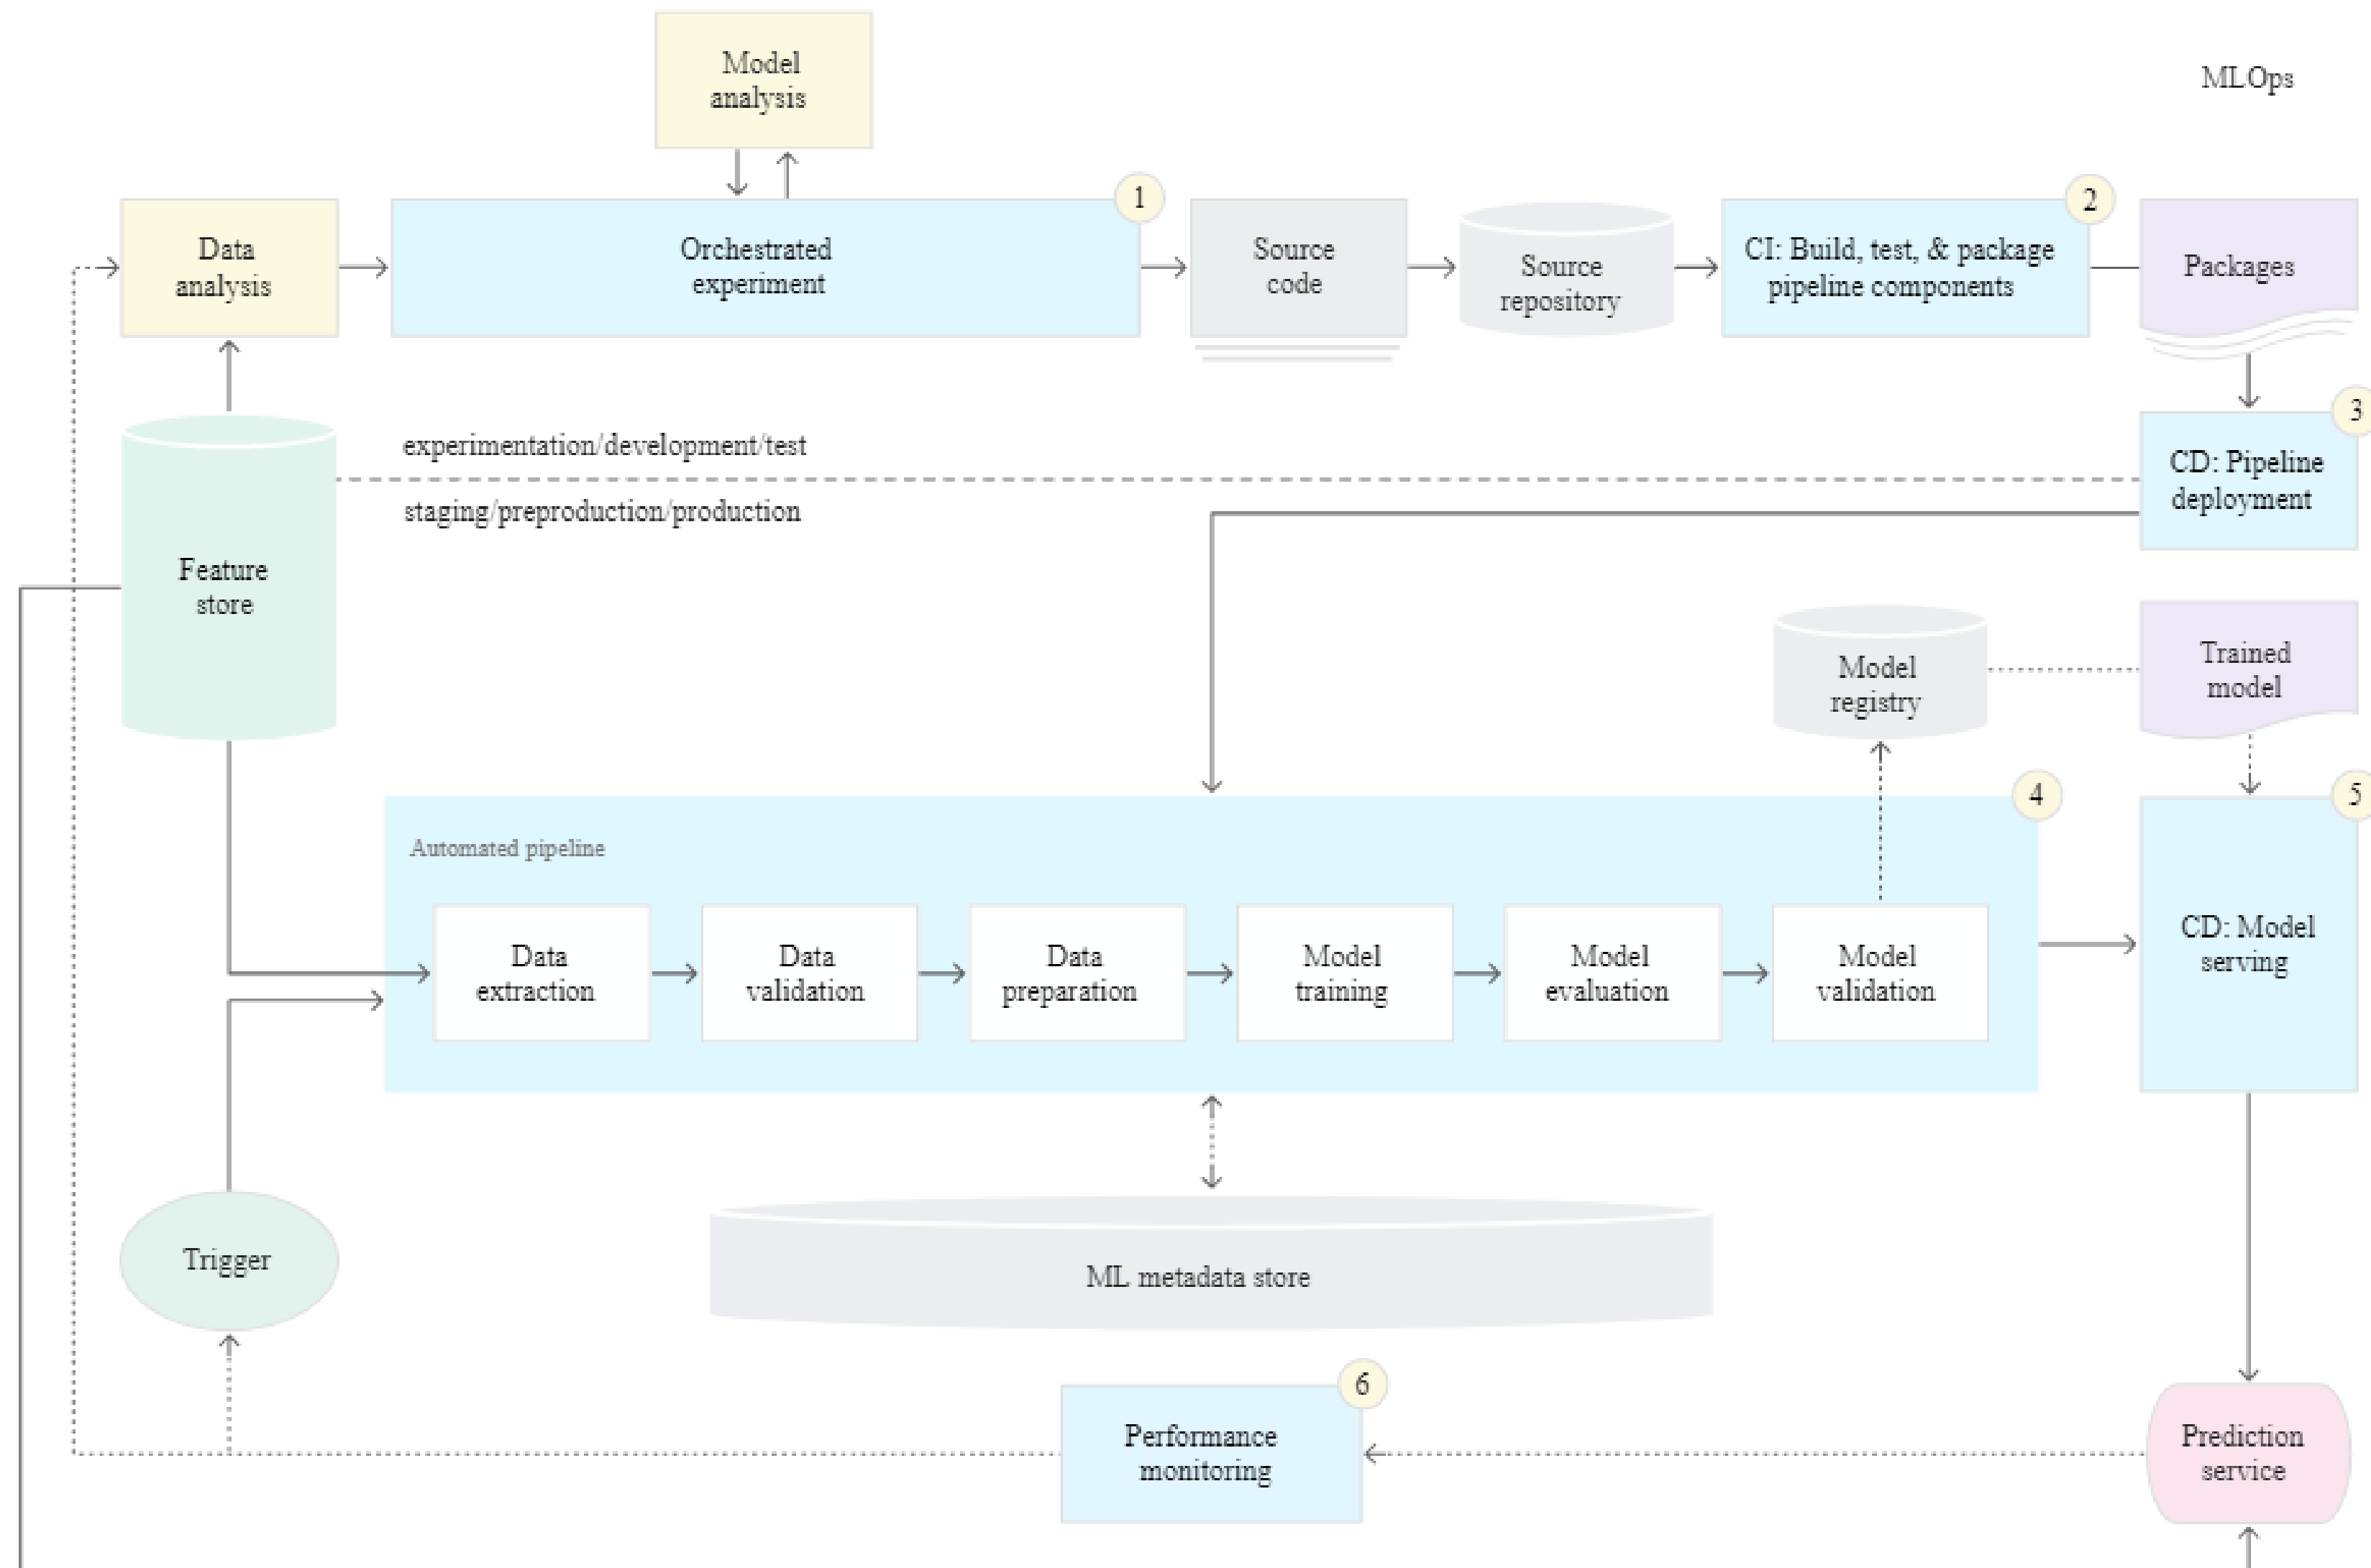 Model
analysis
MLOps
1
2
Data
analysis
Orchestrated
experiment
Source
code
Source
repository
CI: Build, test, & package
pipeline components
Packages
3
experimentation/development/test
staging/preproduction/production
CD: Pipeline
deployment
Feature
store
Model
registry
Trained
model
4
5
Automated pipeline
Data
extraction
Data
validation
Data
preparation
Model
training
Model
evaluation
Model
validation
CD: Model
serving
Trigger
ML metadata store
6
Performance
monitoring
Prediction
service